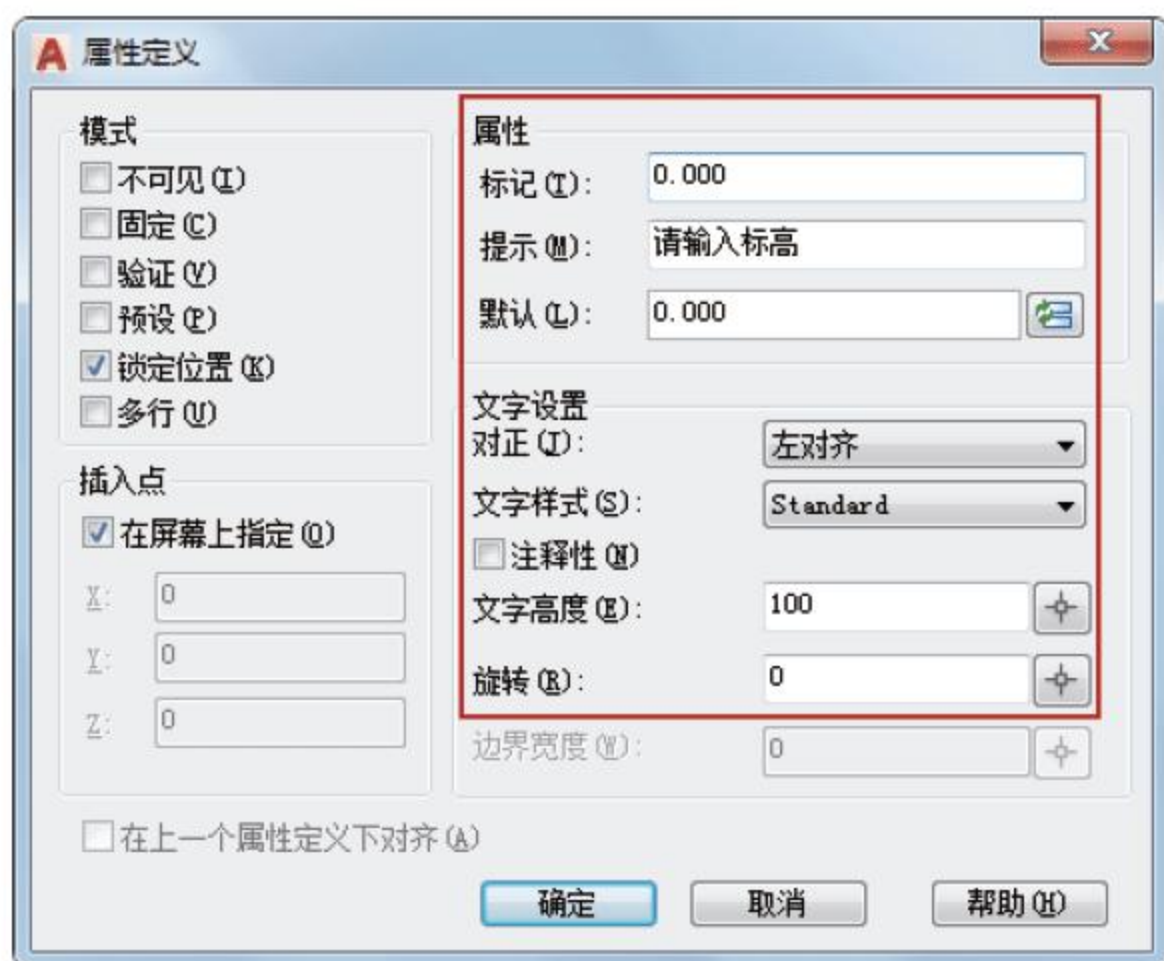 属性定义
模式
不可见(I)
固定(C)
验证(V)
预设(P)
锁定位置(K)
多行(U)
插入点
在屏幕上指定(O)
X: 0
Y: 0
Z: 0
属性
标记(T): 0.000
提示(M): 请输入标高
默认(L): 0.000
文字设置
对正(J): 左对齐
文字样式(S): Standard
注释性(N)
文字高度(E): 100
旋转(R): 0
边界宽度(W): 0
在上一个属性定义下对齐(A)
确定 取消 帮助(H)